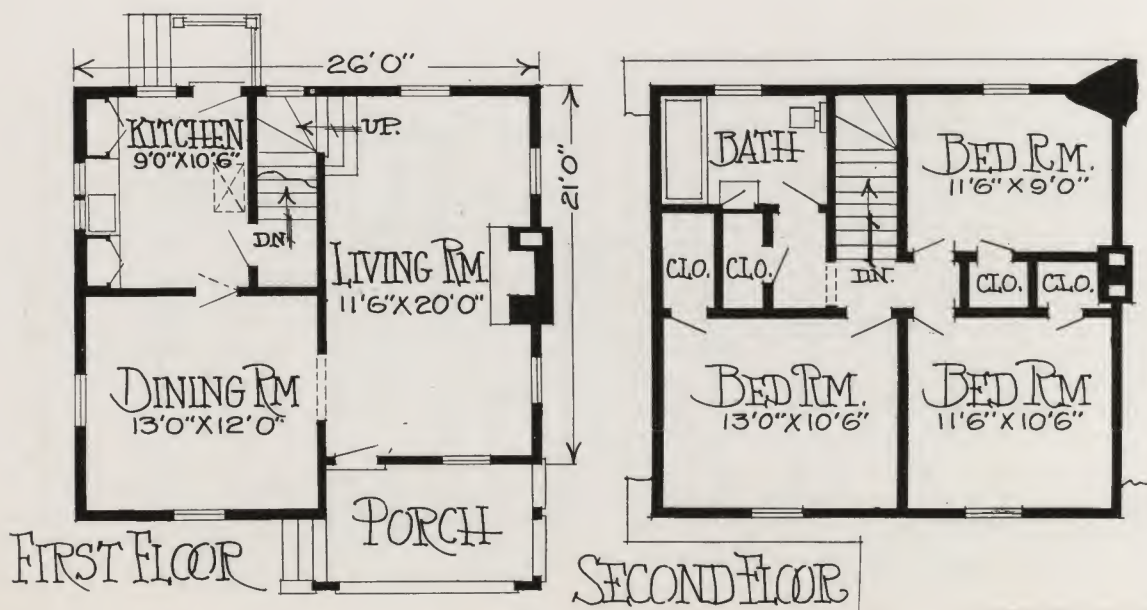 26'0"
KITCHEN
9'0"X10'6"
UP.
DN.
21'0"
LIVING RM.
11'6"X20'0"
DINING RM
13'0"X12'0"
PORCH
FIRST FLOOR
BATH
BED RM.
11'6"X9'0"
CLO.
CLO.
DN.
CLO.
CLO.
BED RM.
13'0"X10'6"
BED RM
11'6"X10'6"
SECOND FLOOR